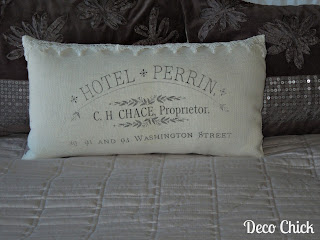 HOTEL PERRIN,
C. H. CHACE, Proprietor.
AND 64 WASHINGTON STREET
Deco Chick